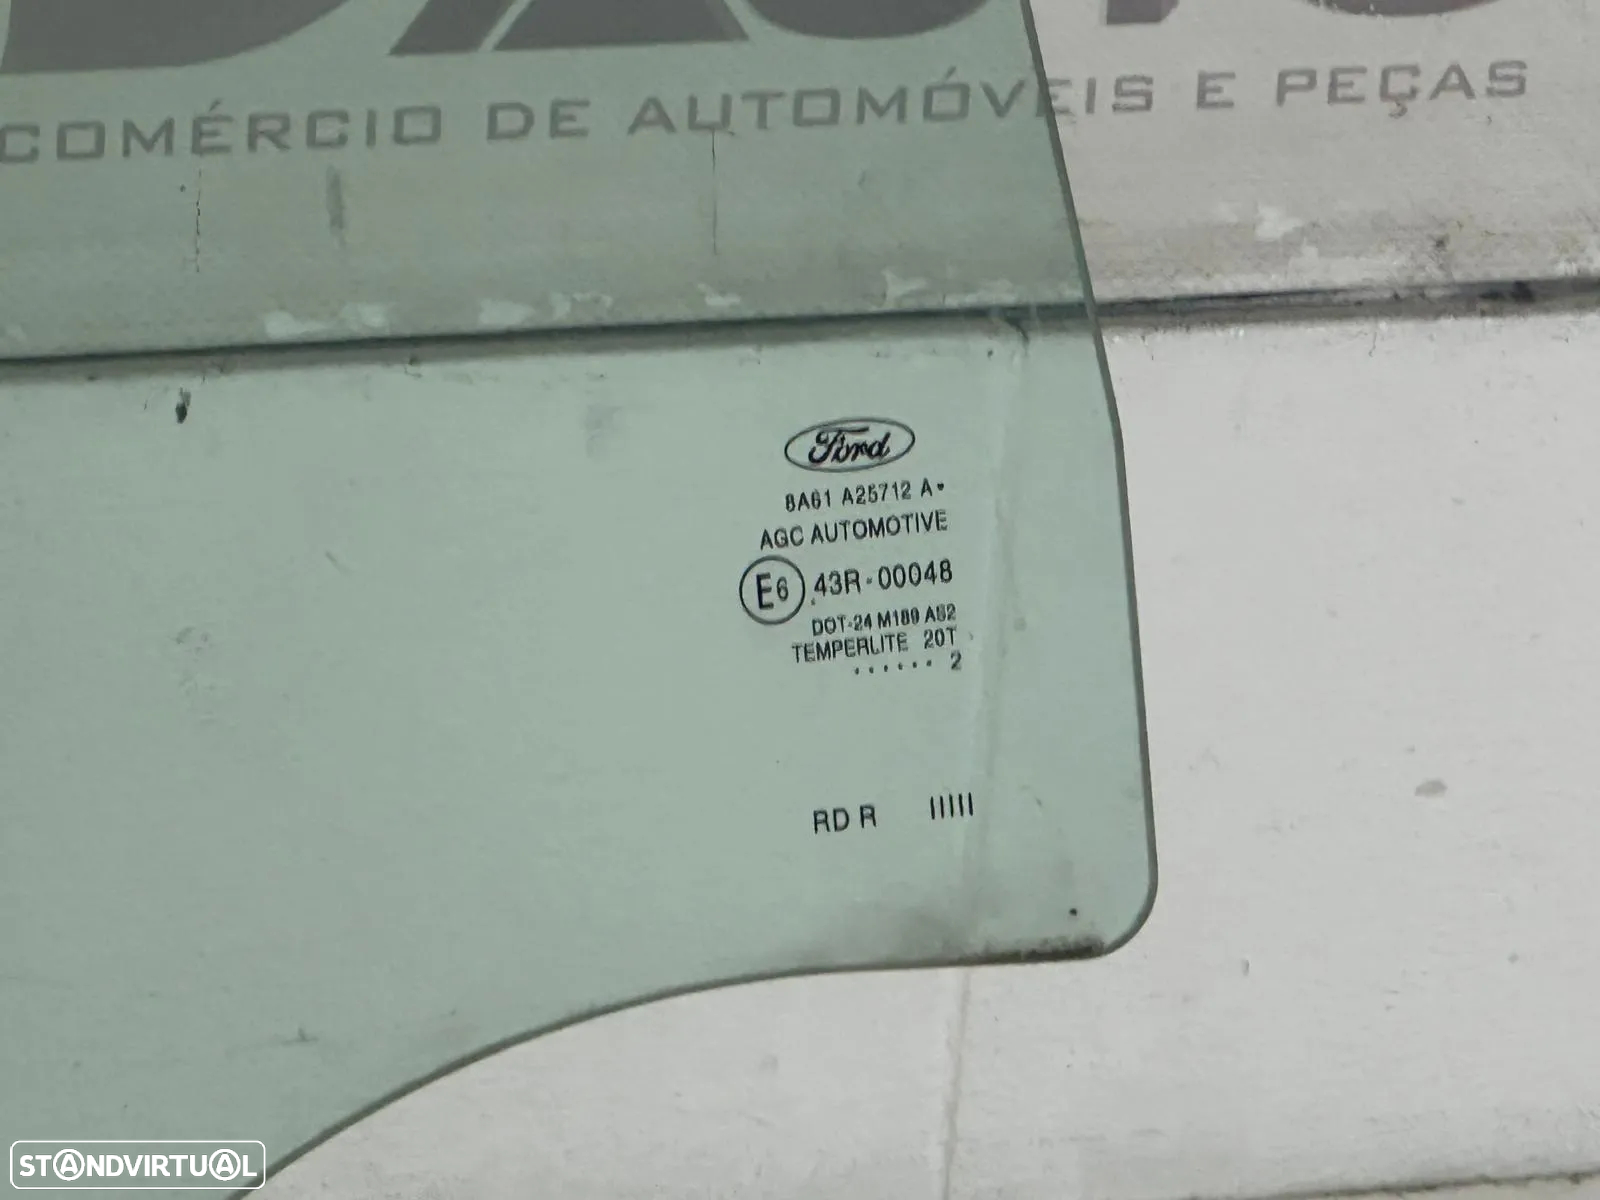 COMÉRCIO DE AUTOMÓVEIS E PEÇAS
Ford
8A61 A25712 A
AGC AUTOMOTIVE
E6 43R-00048
DOT-24 M189 AS2
TEMPERLITE 20T
...... 2
RD R IIIII
STANDVIRTUAL